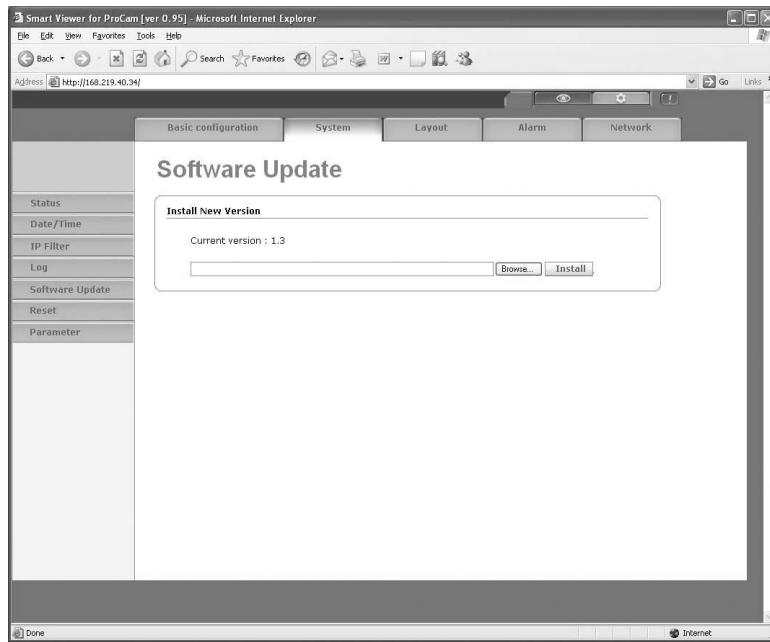 Smart Viewer for ProCam [ver 0.95] - Microsoft Internet Explorer
File Edit View Favorites Tools Help
Back Search Favorites
Address http://168.219.40.34/ Go Links
Basic configuration System Layout Alarm Network
Software Update
Status
Date/Time
IP Filter
Log
Software Update
Reset
Parameter
Install New Version
Current version : 1.3
Browse... Install
Done Internet